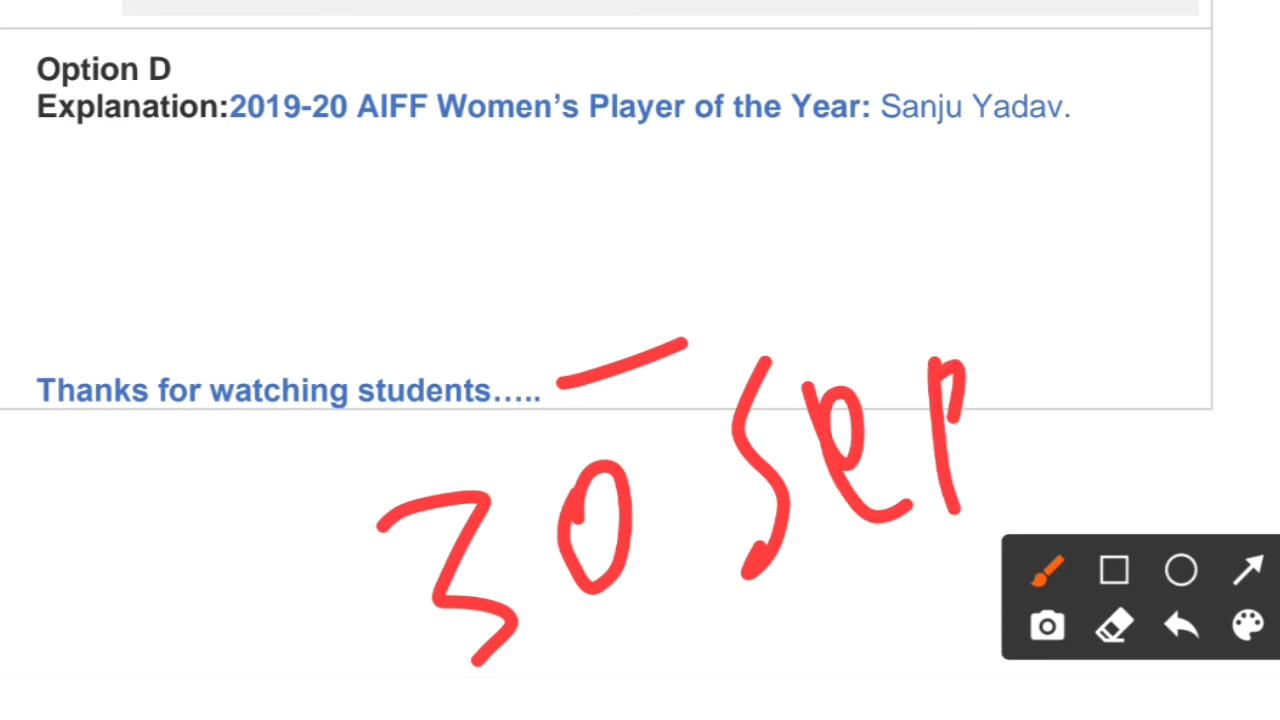 Option D
Explanation:2019-20 AIFF Women’s Player of the Year: Sanju Yadav.
Thanks for watching students…..
30 Sep